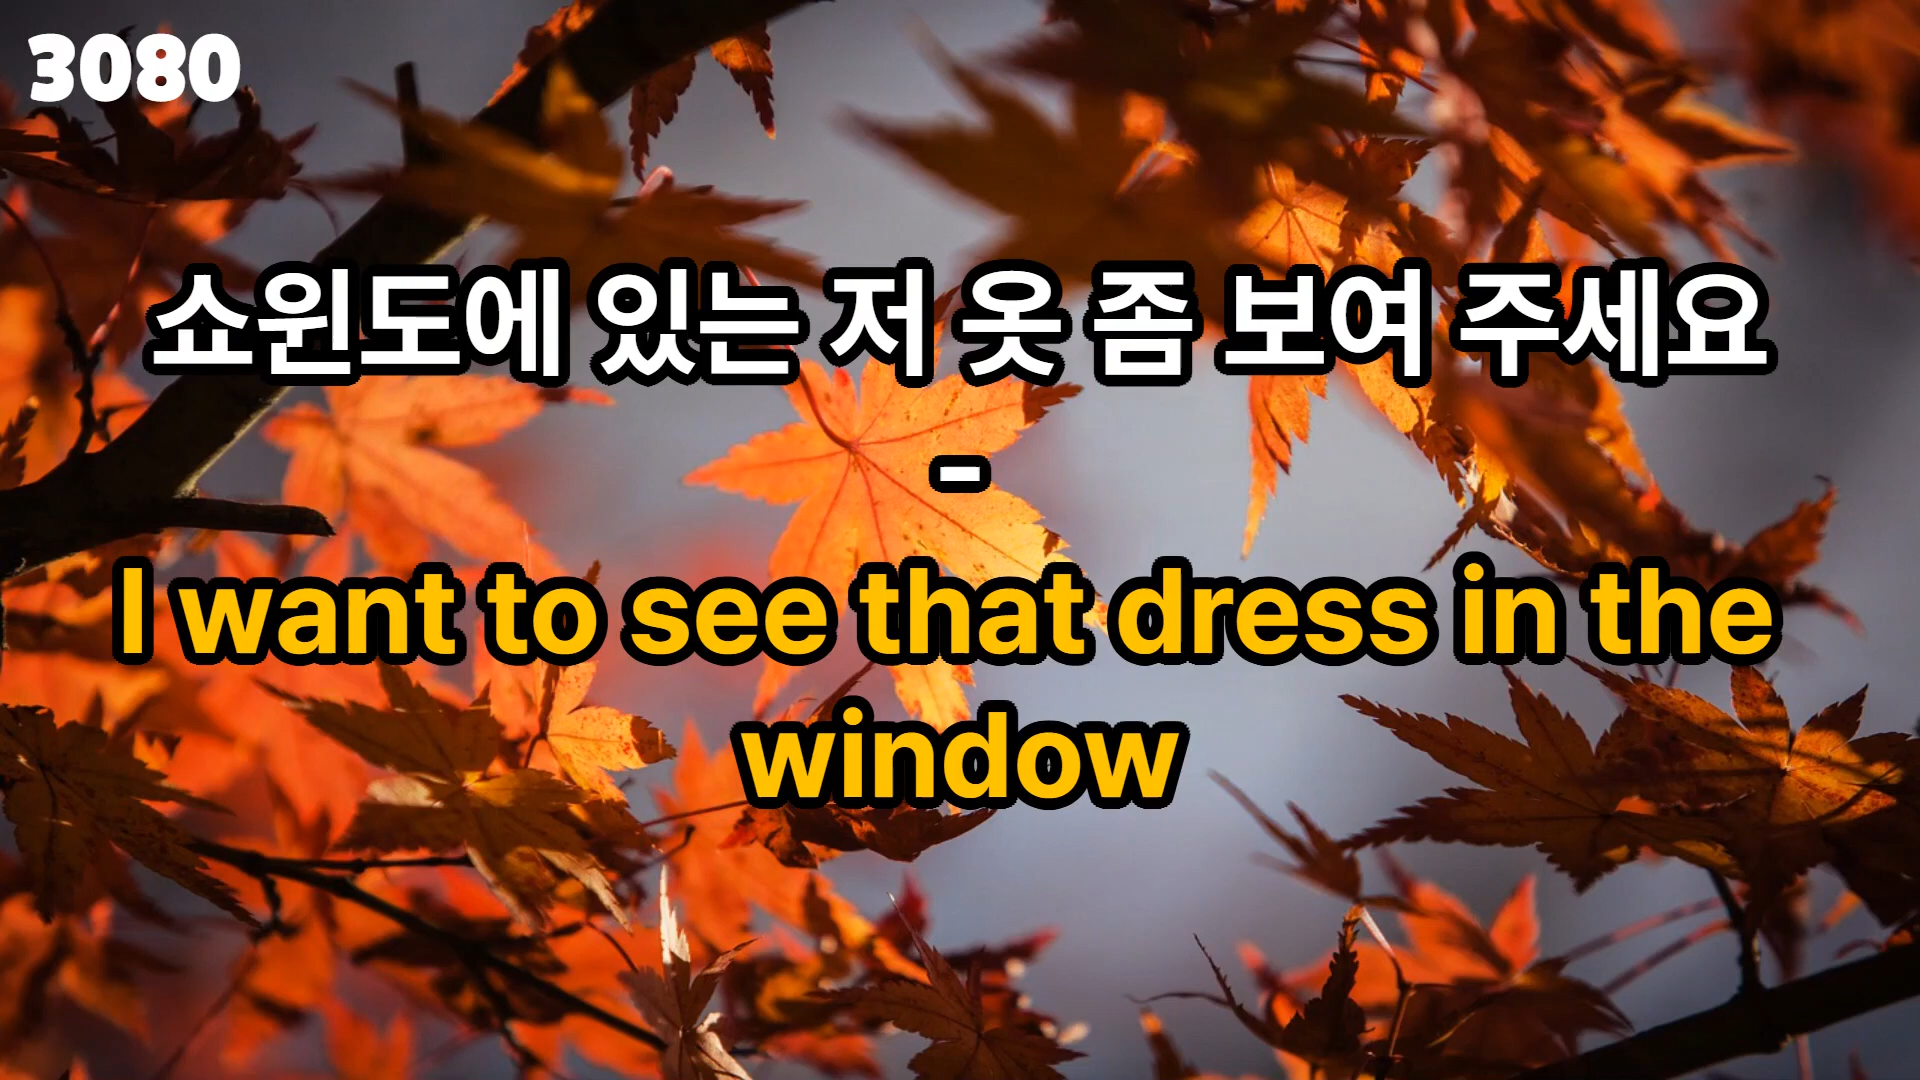 3080
쇼윈도에 있는 저 옷 좀 보여 주세요
-
I want to see that dress in the
window